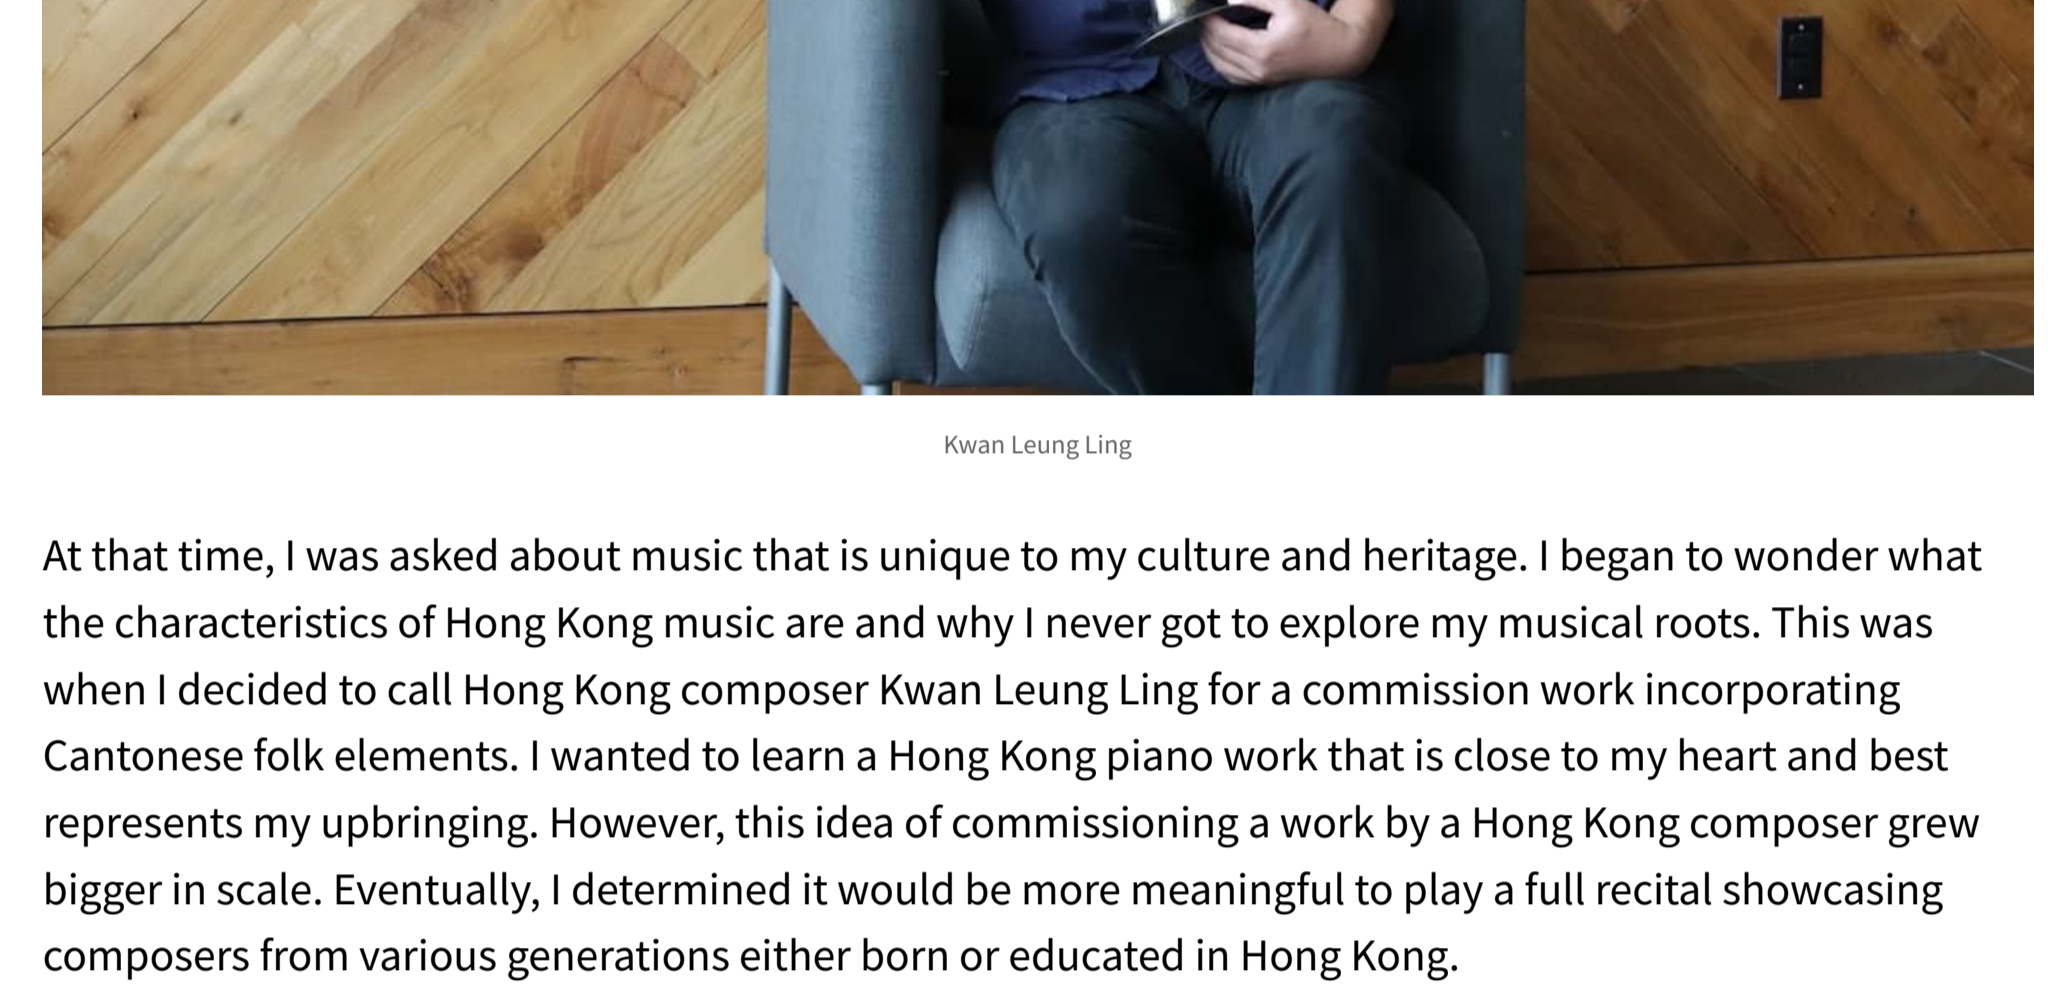 Kwan Leung Ling
At that time, I was asked about music that is unique to my culture and heritage. I began to wonder what
the characteristics of Hong Kong music are and why I never got to explore my musical roots. This was
when I decided to call Hong Kong composer Kwan Leung Ling for a commission work incorporating
Cantonese folk elements. I wanted to learn a Hong Kong piano work that is close to my heart and best
represents my upbringing. However, this idea of commissioning a work by a Hong Kong composer grew
bigger in scale. Eventually, I determined it would be more meaningful to play a full recital showcasing
composers from various generations either born or educated in Hong Kong.